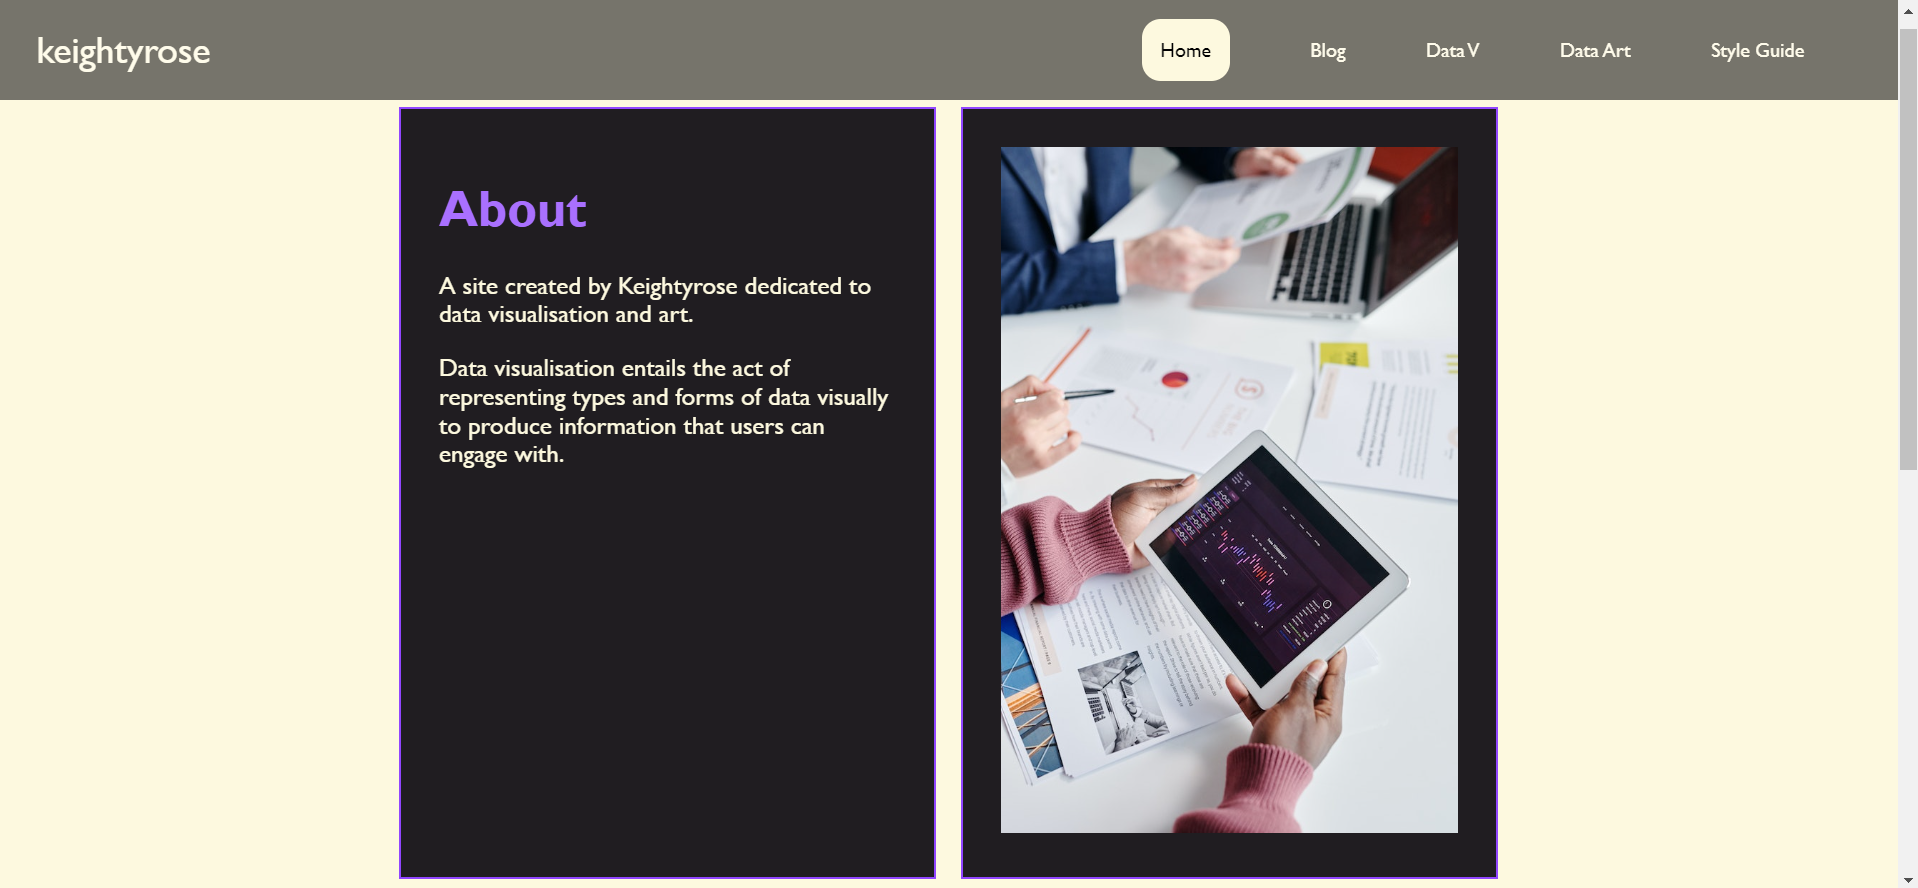 keightyrose
Home
Blog
Data V
Data Art
Style Guide
About
A site created by Keightyrose dedicated to
data visualisation and art.
Data visualisation entails the act of
representing types and forms of data visually
to produce information that users can
engage with.